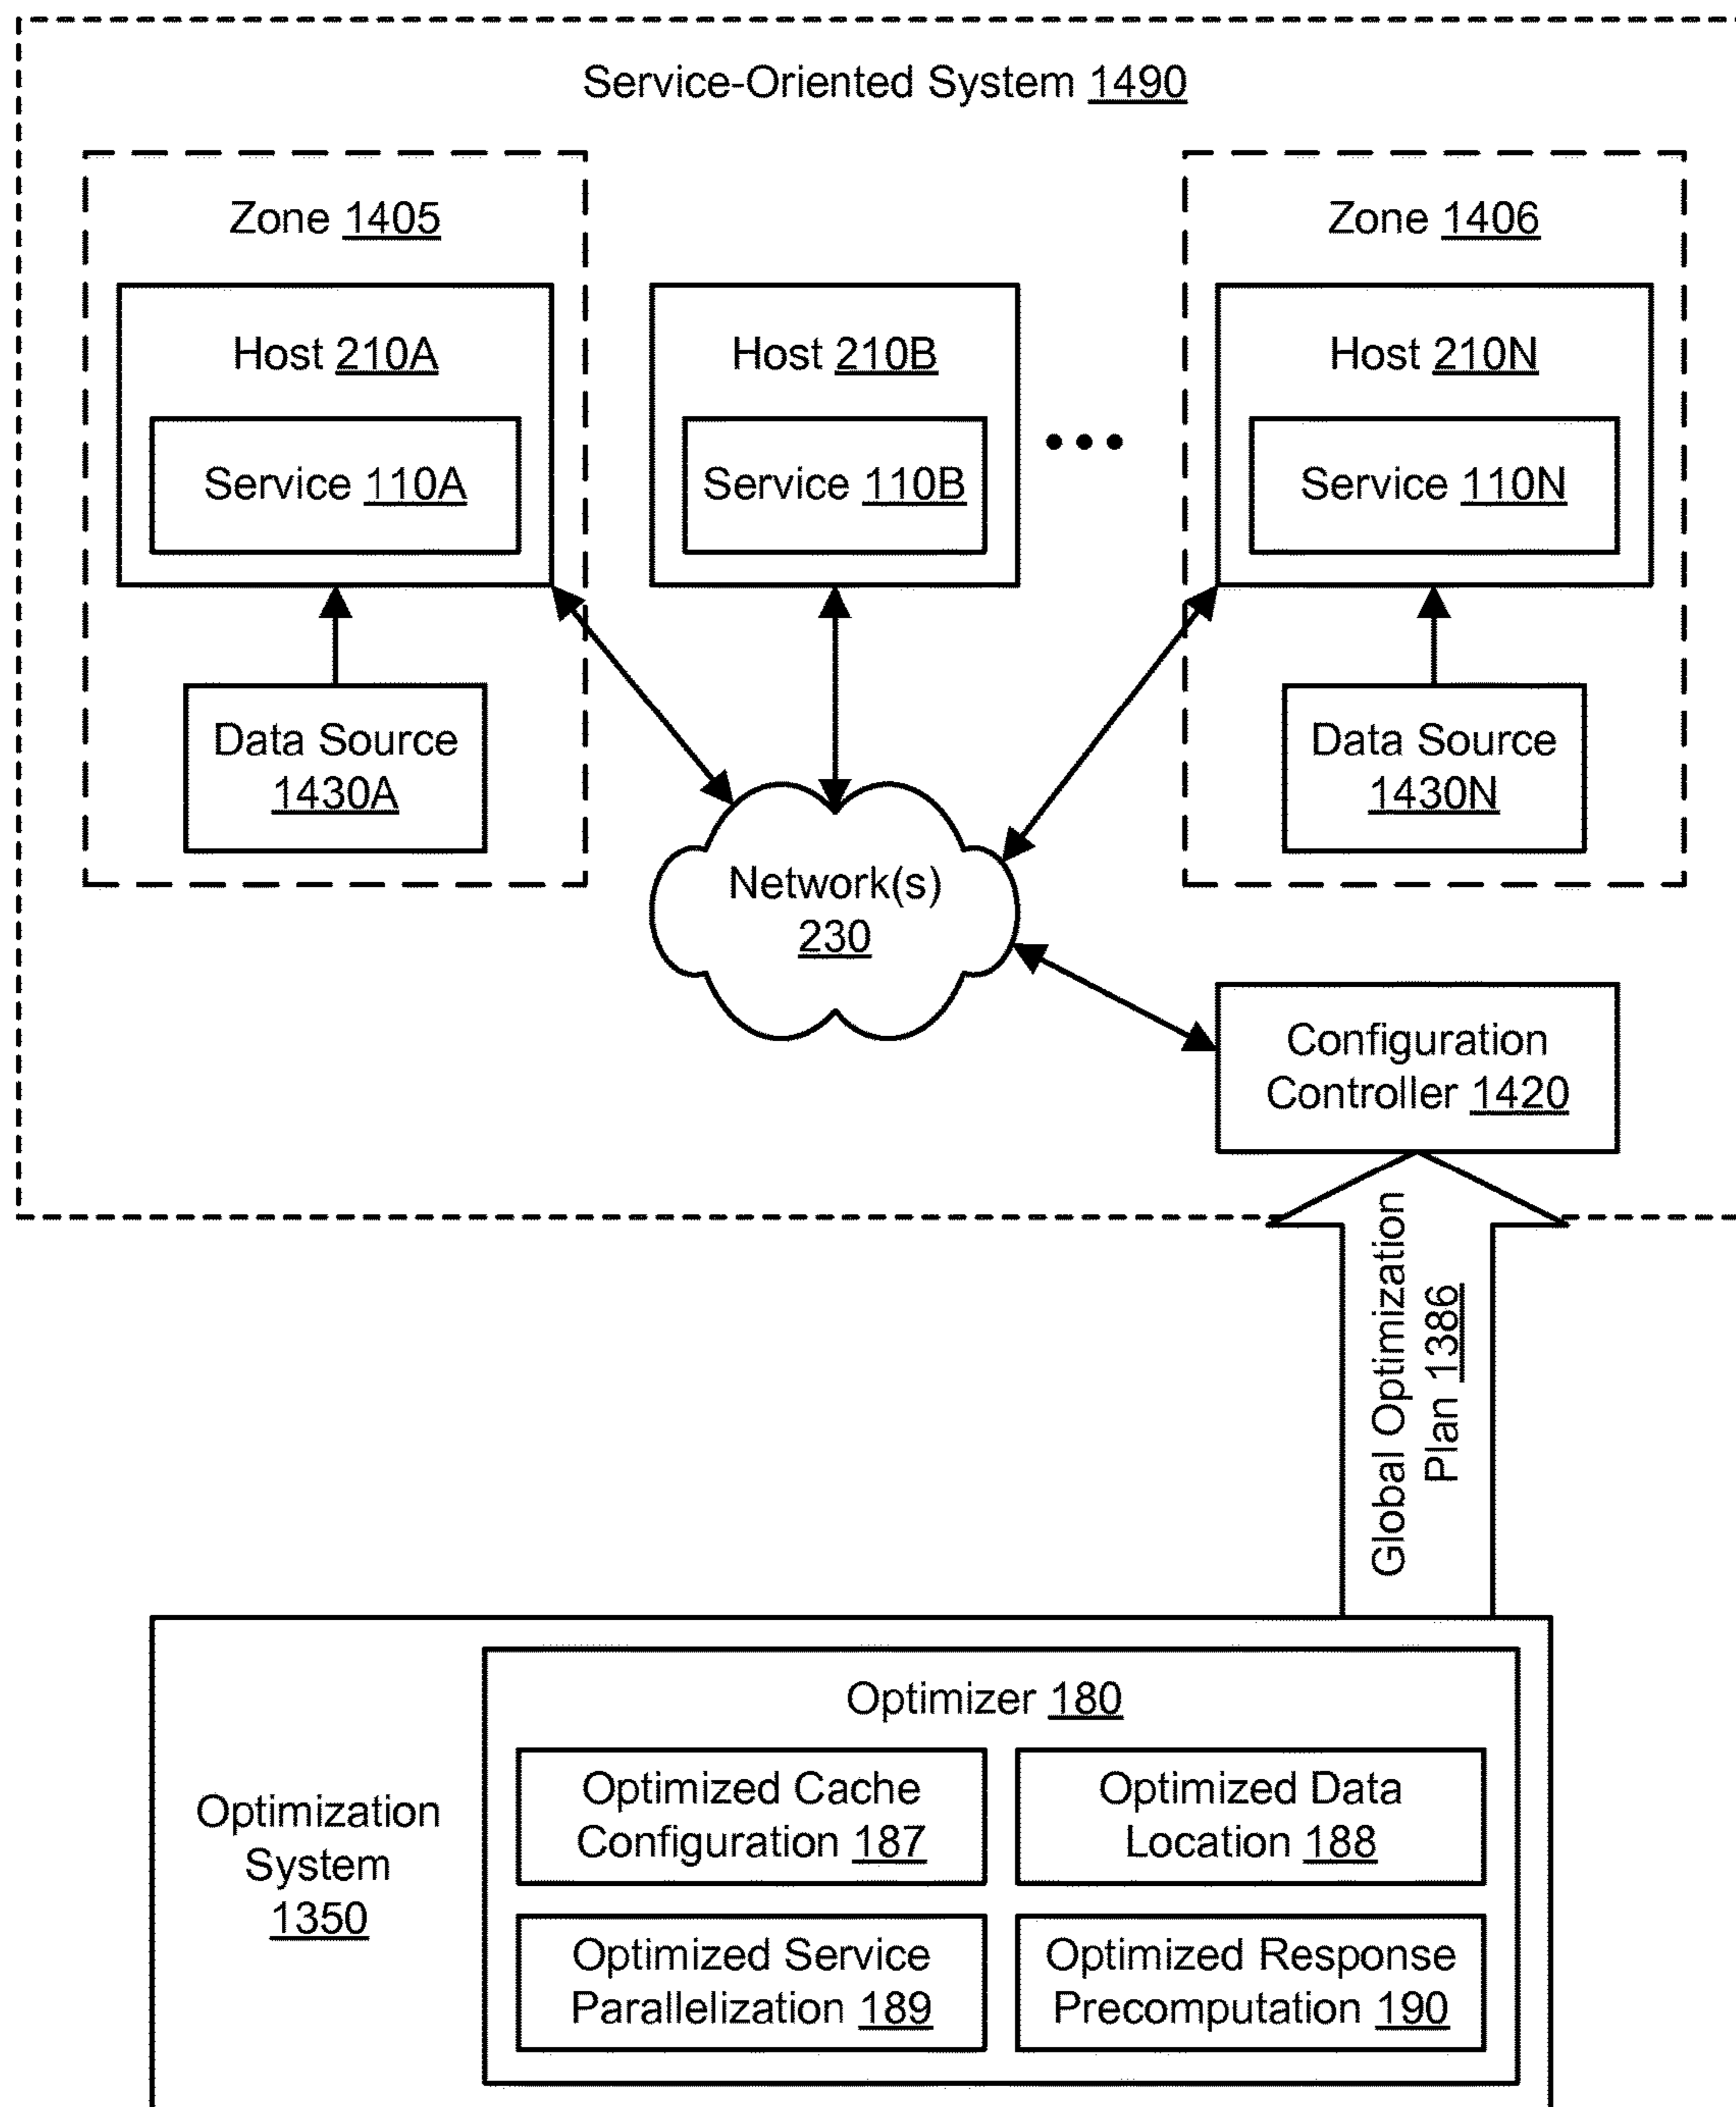 Service-Oriented System 1490
Zone 1405
Zone 1406
Host 210A
Host 210B
Host 210N
Service 110A
Service 110B
Service 110N
Data Source
1430A
Data Source
1430N
Network(s)
230
Configuration
Controller 1420
Global Optimization
Plan 1386
Optimization
System
1350
Optimizer 180
Optimized Cache
Configuration 187
Optimized Data
Location 188
Optimized Service
Parallelization 189
Optimized Response
Precomputation 190